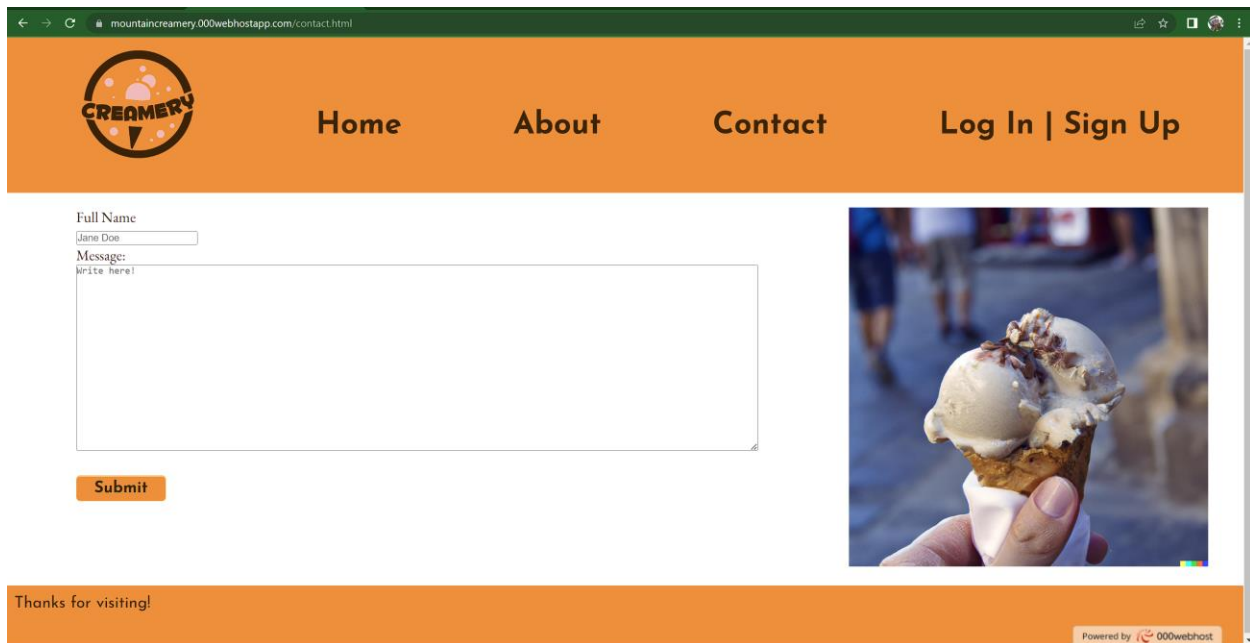 mountaincreamery.000webhostapp.com/contact.html
CREAMERY
Home About Contact Log In | Sign Up
Full Name
Jane Doe
Message:
Write here!
Submit
Thanks for visiting!
Powered by 000webhost